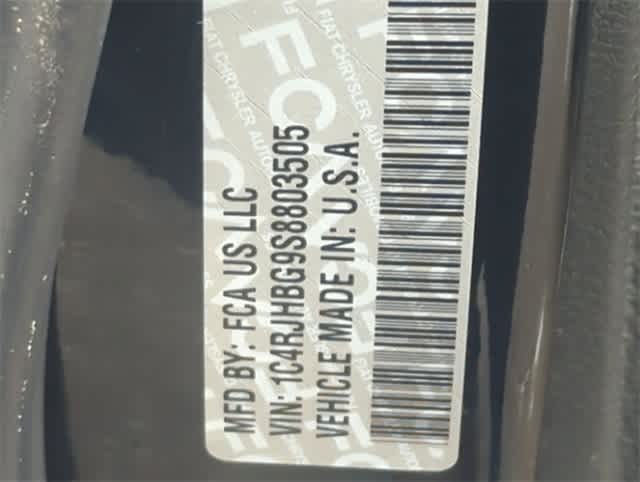 MFD BY: FCA US LLC
VIN: 1C4RJHBG9S8803505
VEHICLE MADE IN: U.S.A.